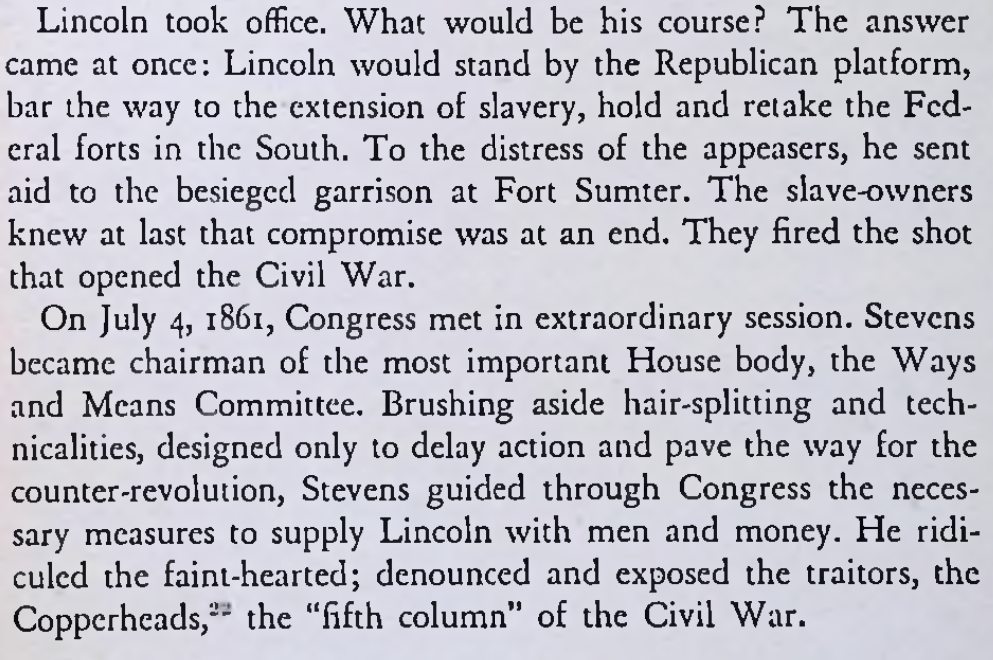 Lincoln took office. What would be his course? The answer
came at once: Lincoln would stand by the Republican platform,
bar the way to the extension of slavery, hold and retake the Fed-
eral forts in the South. To the distress of the appeasers, he sent
aid to the besieged garrison at Fort Sumter. The slave-owners
knew at last that compromise was at an end. They fired the shot
that opened the Civil War.
On July 4, 1861, Congress met in extraordinary session. Stevens
became chairman of the most important House body, the Ways
and Means Committee. Brushing aside hair-splitting and tech-
nicalities, designed only to delay action and pave the way for the
counter-revolution, Stevens guided through Congress the neces-
sary measures to supply Lincoln with men and money. He ridi-
culed the faint-hearted; denounced and exposed the traitors, the
Copperheads, the "fifth column" of the Civil War.